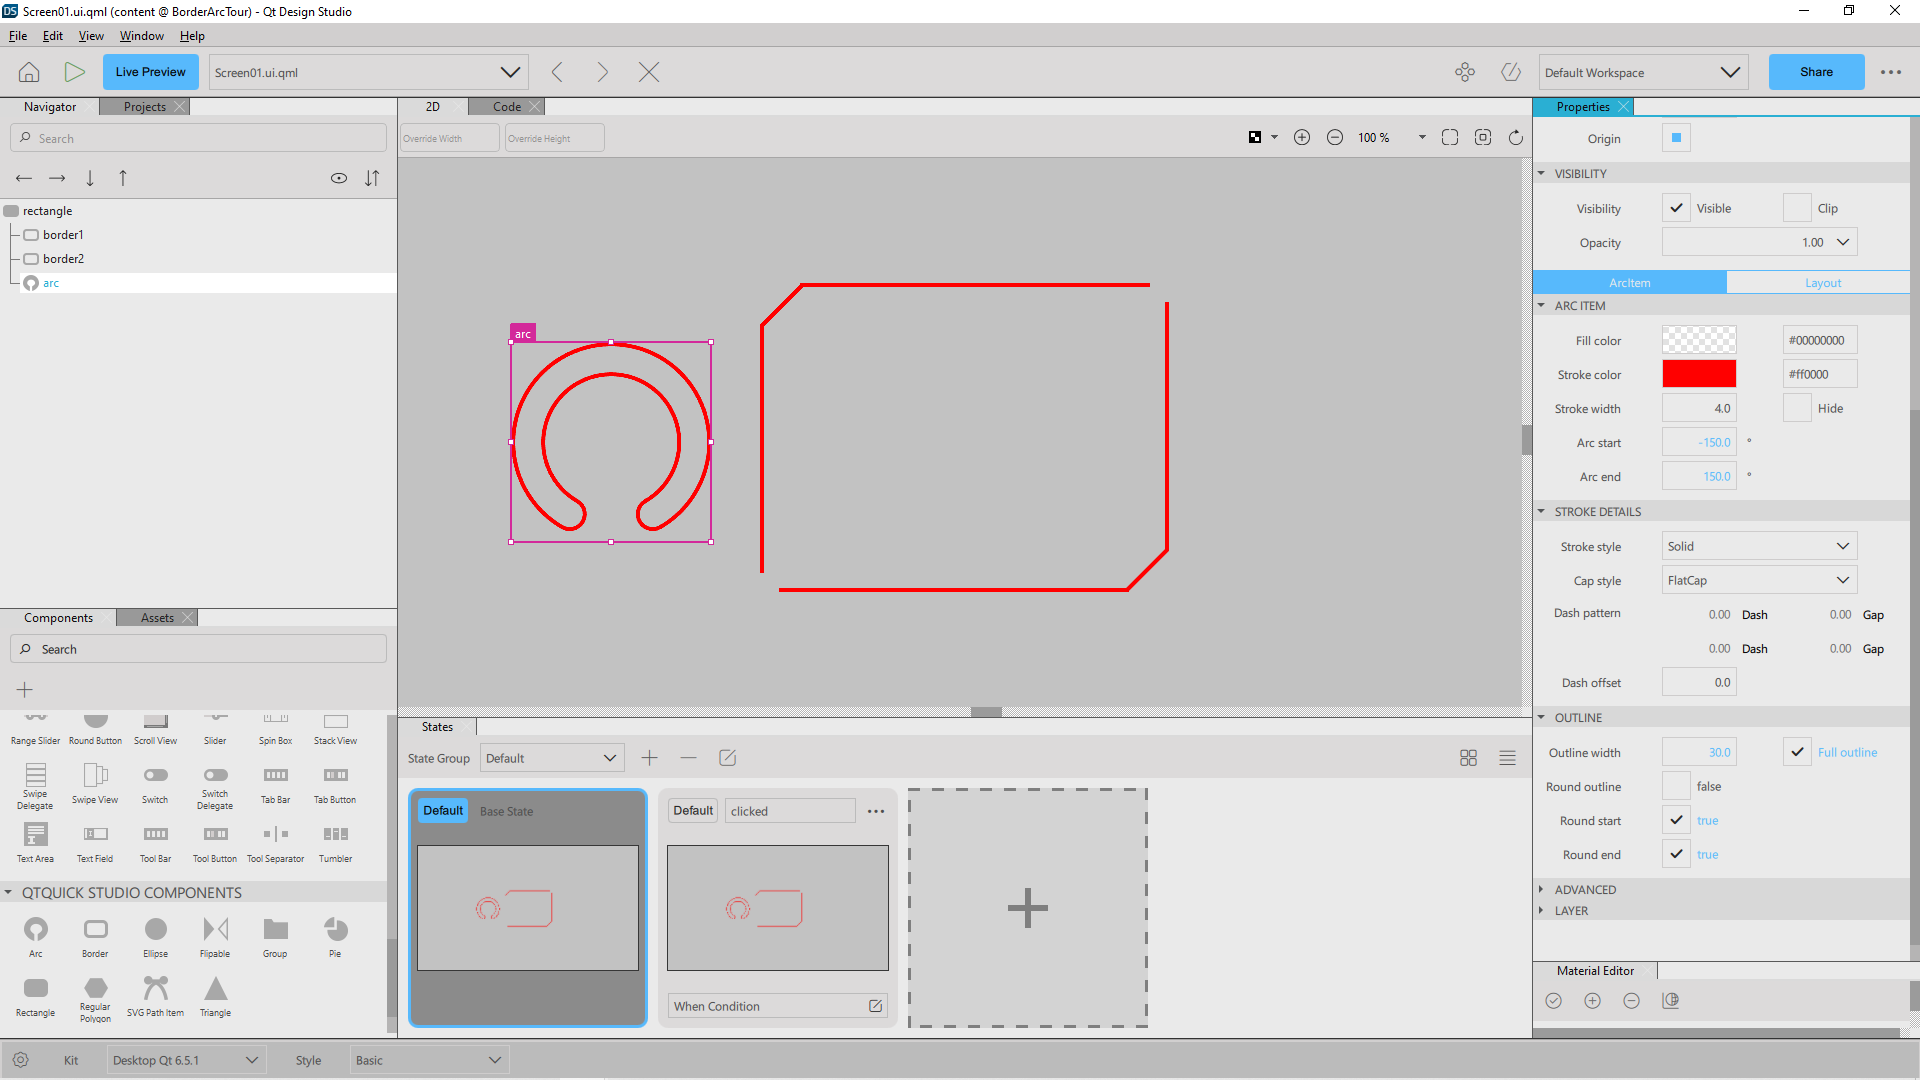 DS Screen01.ui.qml (content @ BorderArcTour) - Qt Design Studio
File Edit View Window Help
Live Preview Screen01.ui.qml Default Workspace Share
Navigator Projects
Search
rectangle
border1
border2
arc
Components Assets
Search
Range Slider Round Button Scroll View Slider Spin Box Stack View
Swipe Delegate Swipe View Switch Switch Delegate Tab Bar Tab Button
Text Area Text Field Tool Bar Tool Button Tool Separator Tumbler
QTQUICK STUDIO COMPONENTS
Arc Border Ellipse Flipable Group Pie
Rectangle Regular Polygon SVG Path Item Triangle
2D Code
Override Width Override Height 100 %
arc
States
State Group Default
Default Base State
Default clicked
When Condition
Properties
Origin
VISIBILITY
Visibility Visible Clip
Opacity 1.00
ArcItem Layout
ARC ITEM
Fill color #00000000
Stroke color #ff0000
Stroke width 4.0 Hide
Arc start -150.0 °
Arc end 150.0 °
STROKE DETAILS
Stroke style Solid
Cap style FlatCap
Dash pattern 0.00 Dash 0.00 Gap
0.00 Dash 0.00 Gap
Dash offset 0.0
OUTLINE
Outline width 30.0 Full outline
Round outline false
Round start true
Round end true
ADVANCED
LAYER
Material Editor
Kit Desktop Qt 6.5.1 Style Basic